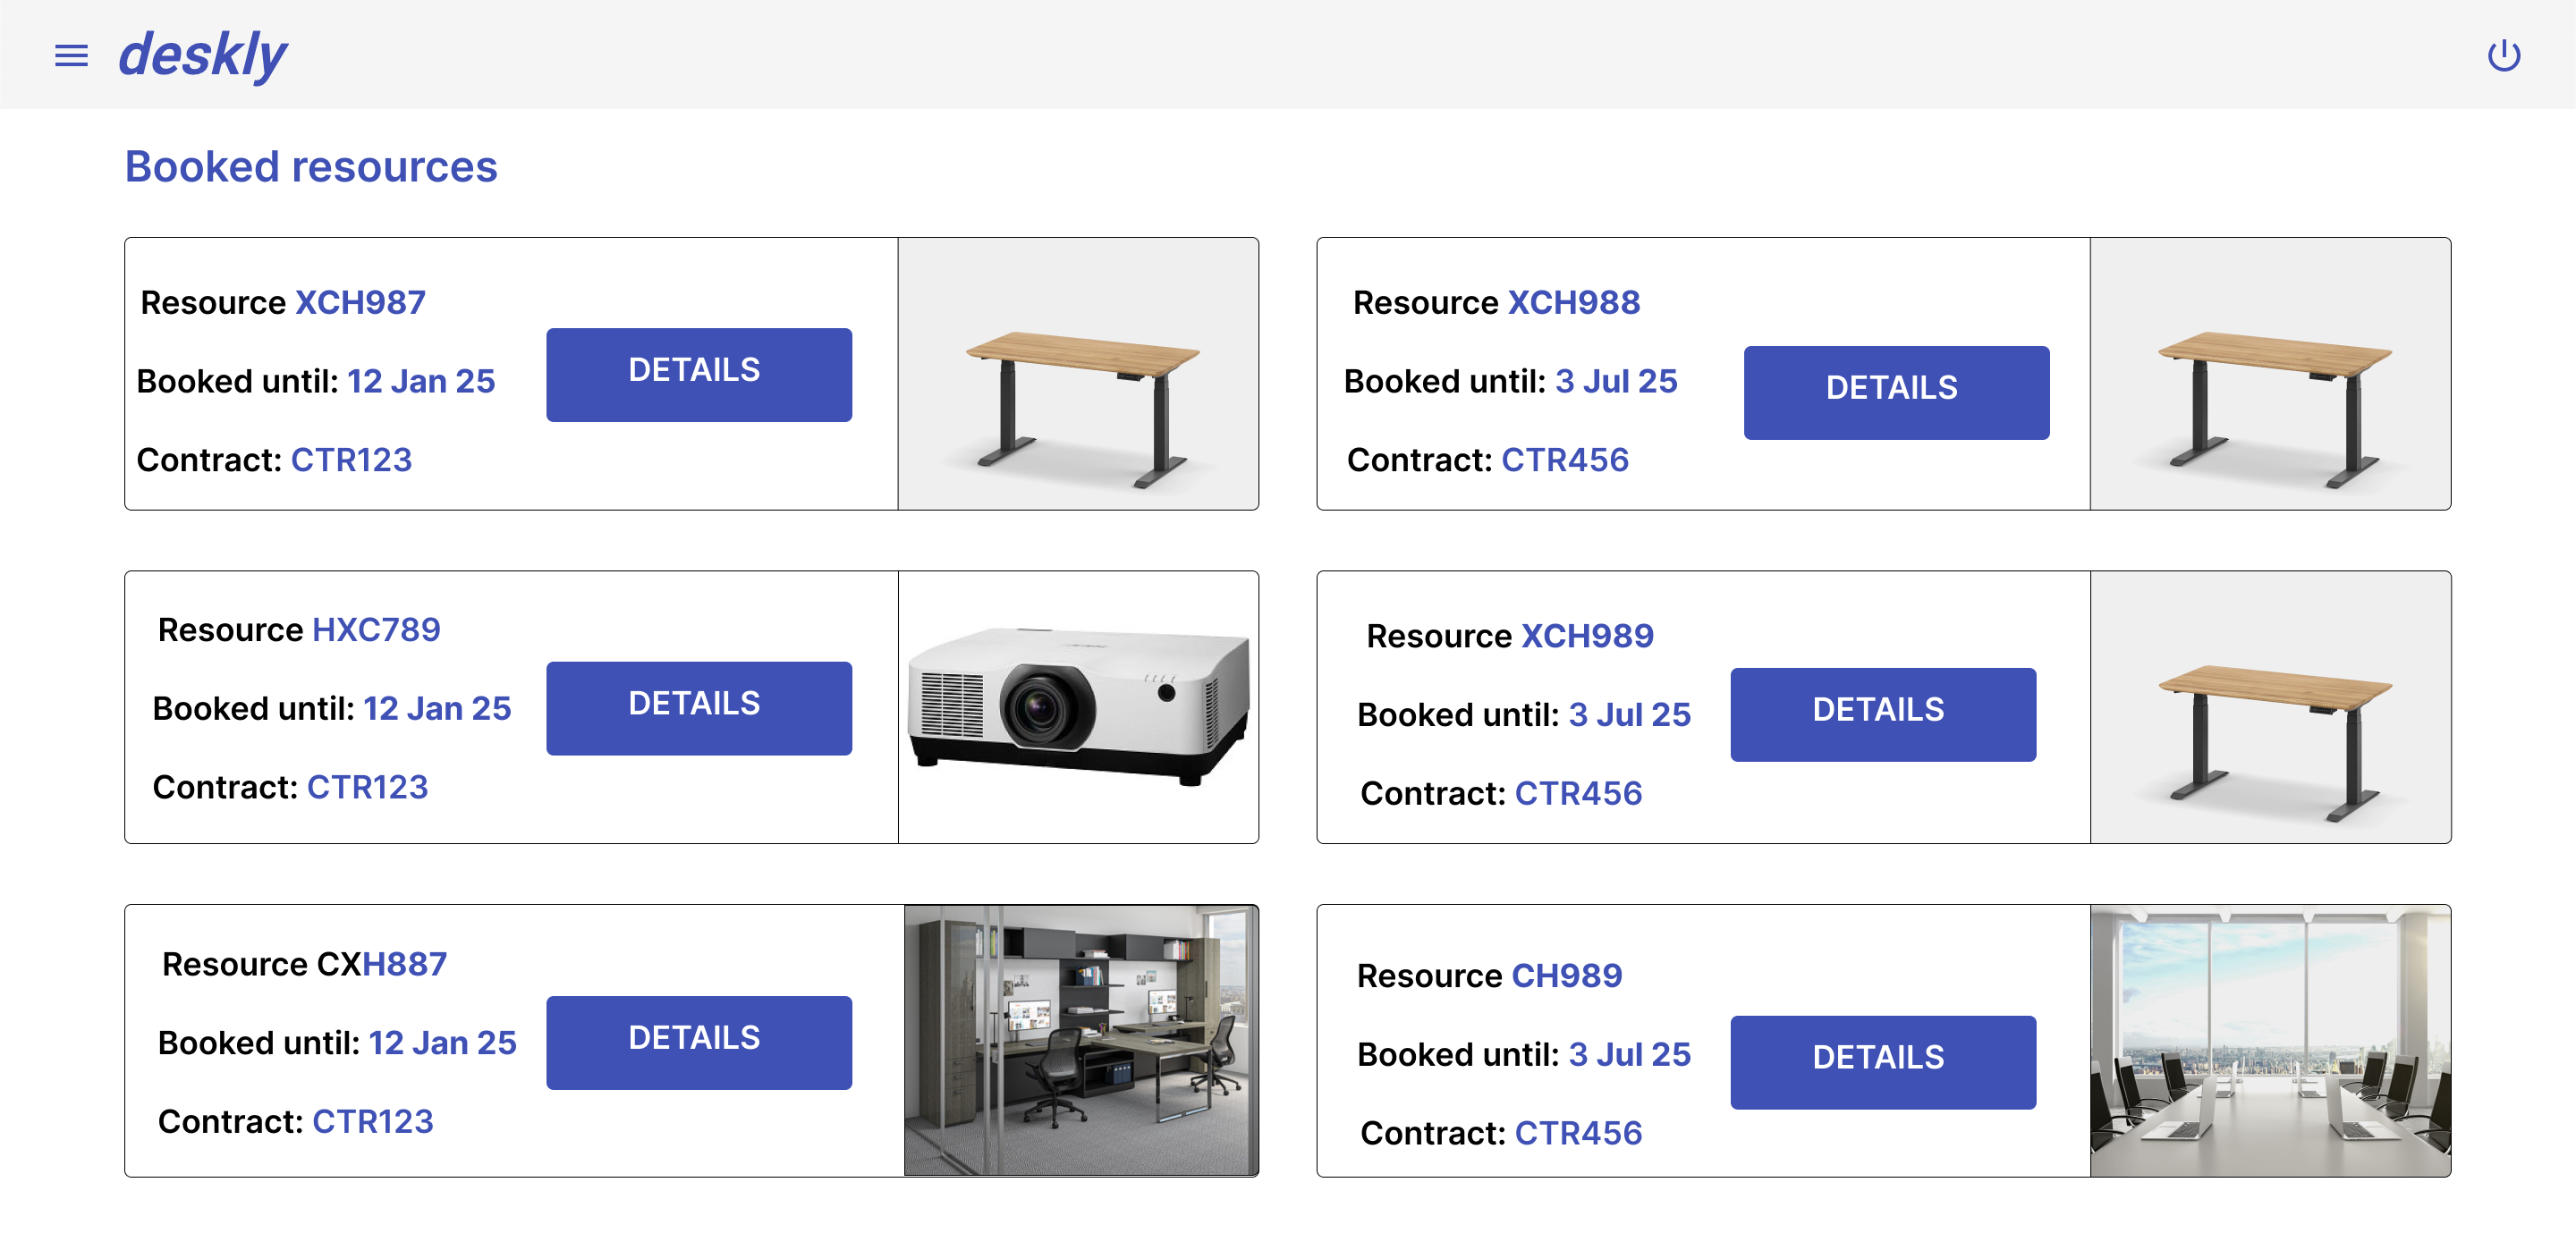 deskly
Booked resources
Resource XCH987
Booked until: 12 Jan 25
Contract: CTR123
DETAILS
Resource XCH988
Booked until: 3 Jul 25
Contract: CTR456
DETAILS
Resource HXC789
Booked until: 12 Jan 25
Contract: CTR123
DETAILS
Resource XCH989
Booked until: 3 Jul 25
Contract: CTR456
DETAILS
Resource CXH887
Booked until: 12 Jan 25
Contract: CTR123
DETAILS
Resource CH989
Booked until: 3 Jul 25
Contract: CTR456
DETAILS